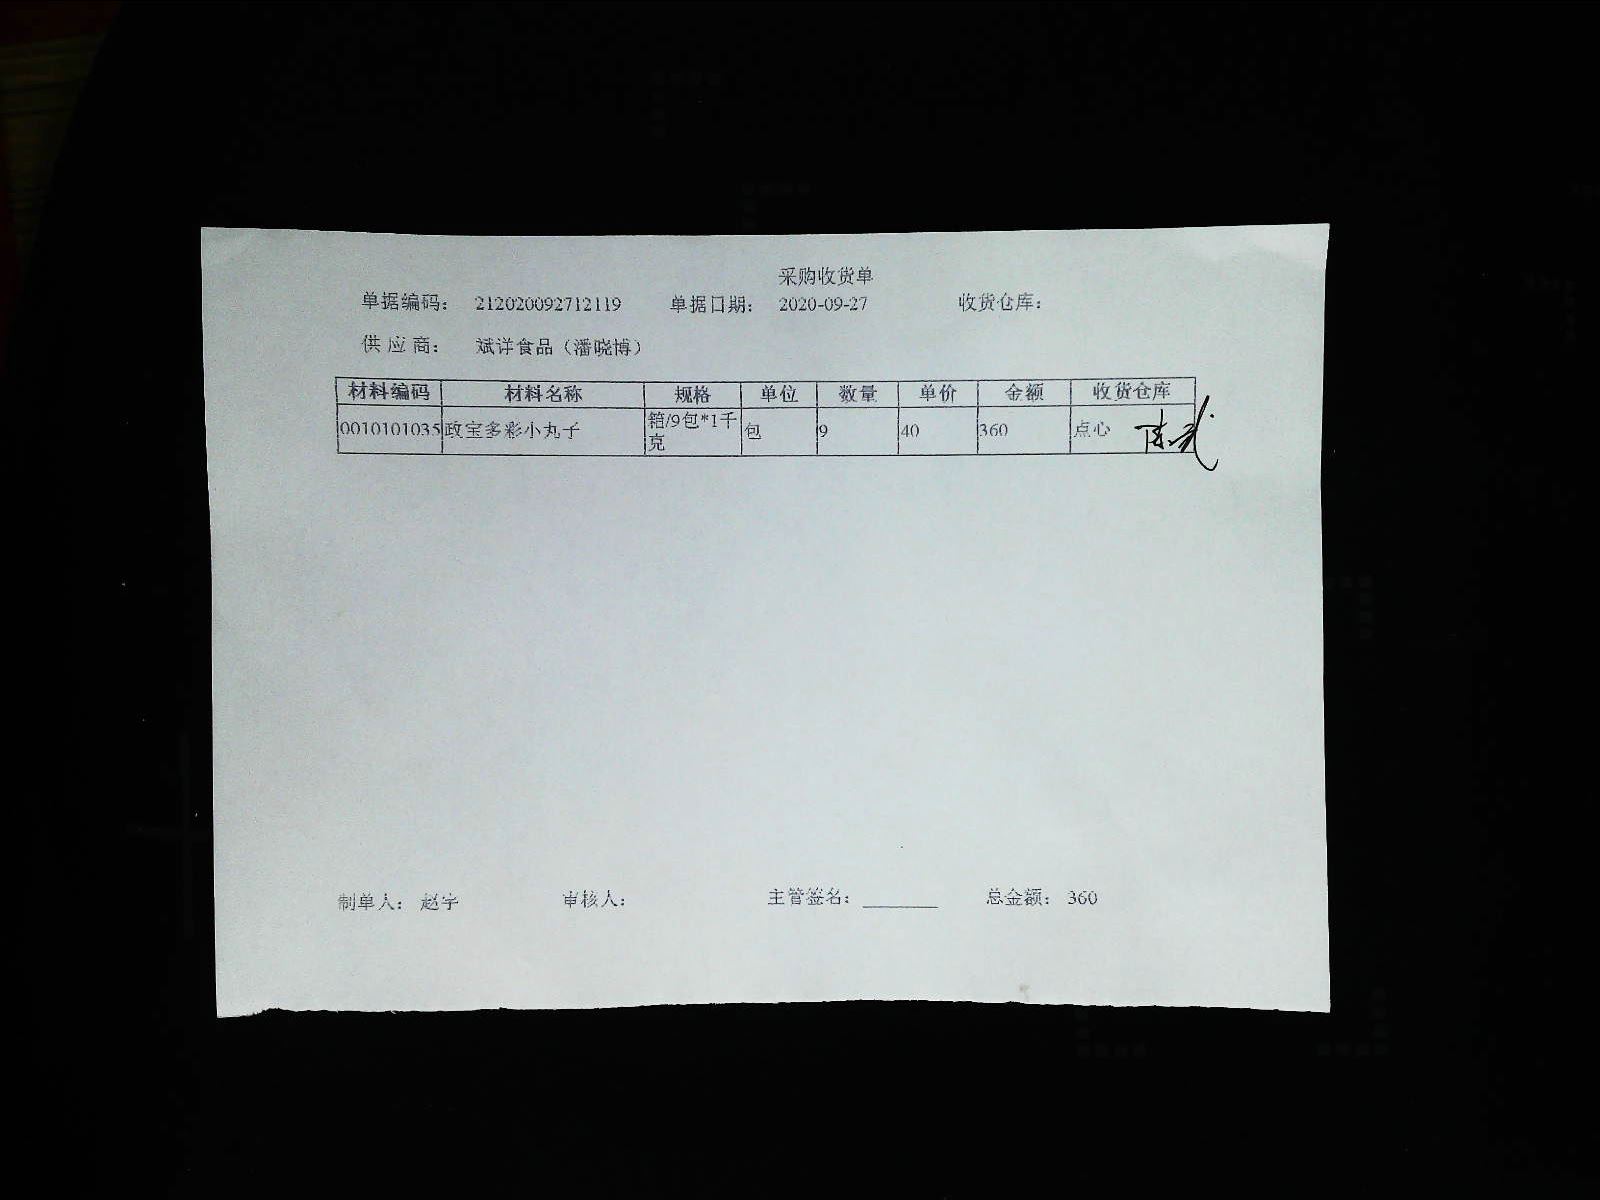 采购收货单
单据编码： 212020092712119 单据日期： 2020-09-27 收货仓库：
供 应 商： 斌详食品（潘晓博）
材料编码 材料名称 规格 单位 数量 单价 金额 收货仓库
0010101035 政宝多彩小丸子 箱/9包*1千克 包 9 40 360 点心
制单人： 赵宇 审核人： 主管签名： 总金额： 360